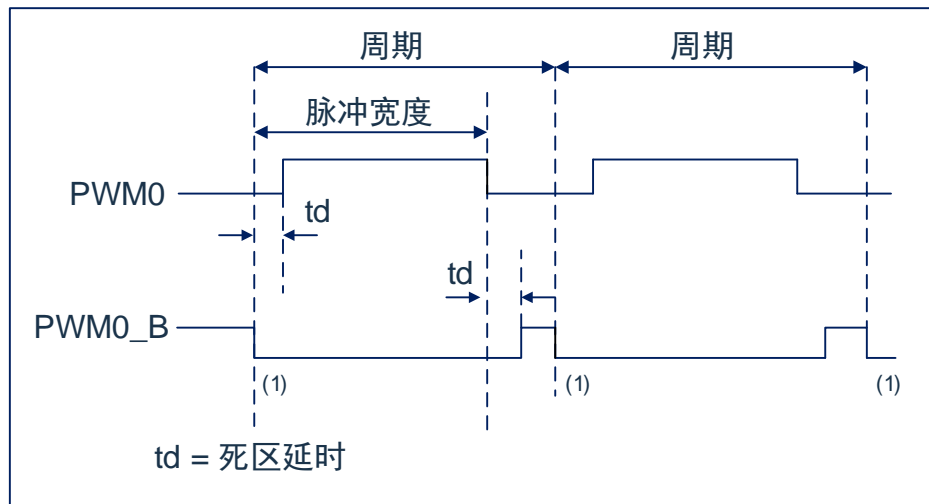 周期 周期
脉冲宽度
PWM0
td
td
PWM0_B
(1) (1) (1)
td = 死区延时